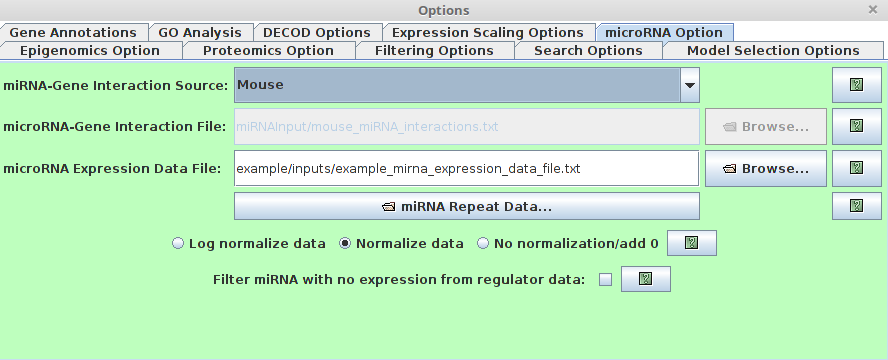 Options
Gene Annotations GO Analysis DECOD Options Expression Scaling Options microRNA Option
Epigenomics Option Proteomics Option Filtering Options Search Options Model Selection Options
miRNA-Gene Interaction Source: Mouse
microRNA-Gene Interaction File: miRNAInput/mouse_miRNA_interactions.txt Browse...
microRNA Expression Data File: example/inputs/example_mirna_expression_data_file.txt Browse...
miRNA Repeat Data...
Log normalize data Normalize data No normalization/add 0
Filter miRNA with no expression from regulator data: